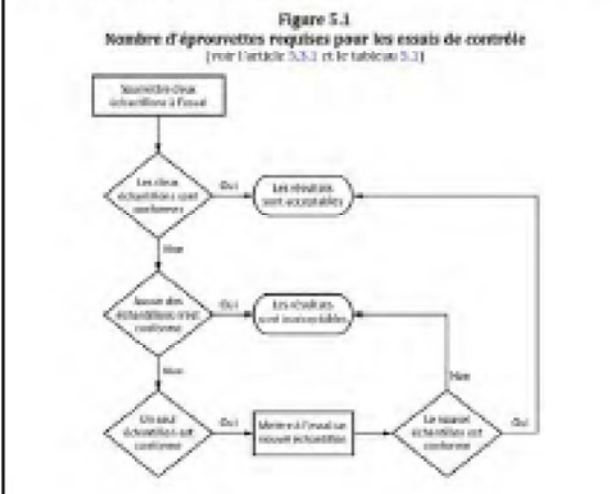 Figure 5.1
Nombre d'éprouvettes requises pour les essais de contrôle
(voir l'article 5.3.1 et le tableau 5.1)
Soumettre deux
échantillons à l'essai
Les deux
échantillons sont
conformes
Oui
Les résultats
sont acceptables
Non
Aucun des
échantillons n'est
conforme
Oui
Les résultats
sont inacceptables
Non
Non
Un seul
échantillon est
conforme
Oui
Mettre à l'essai un
nouvel échantillon
Le nouvel
échantillon est
conforme
Oui